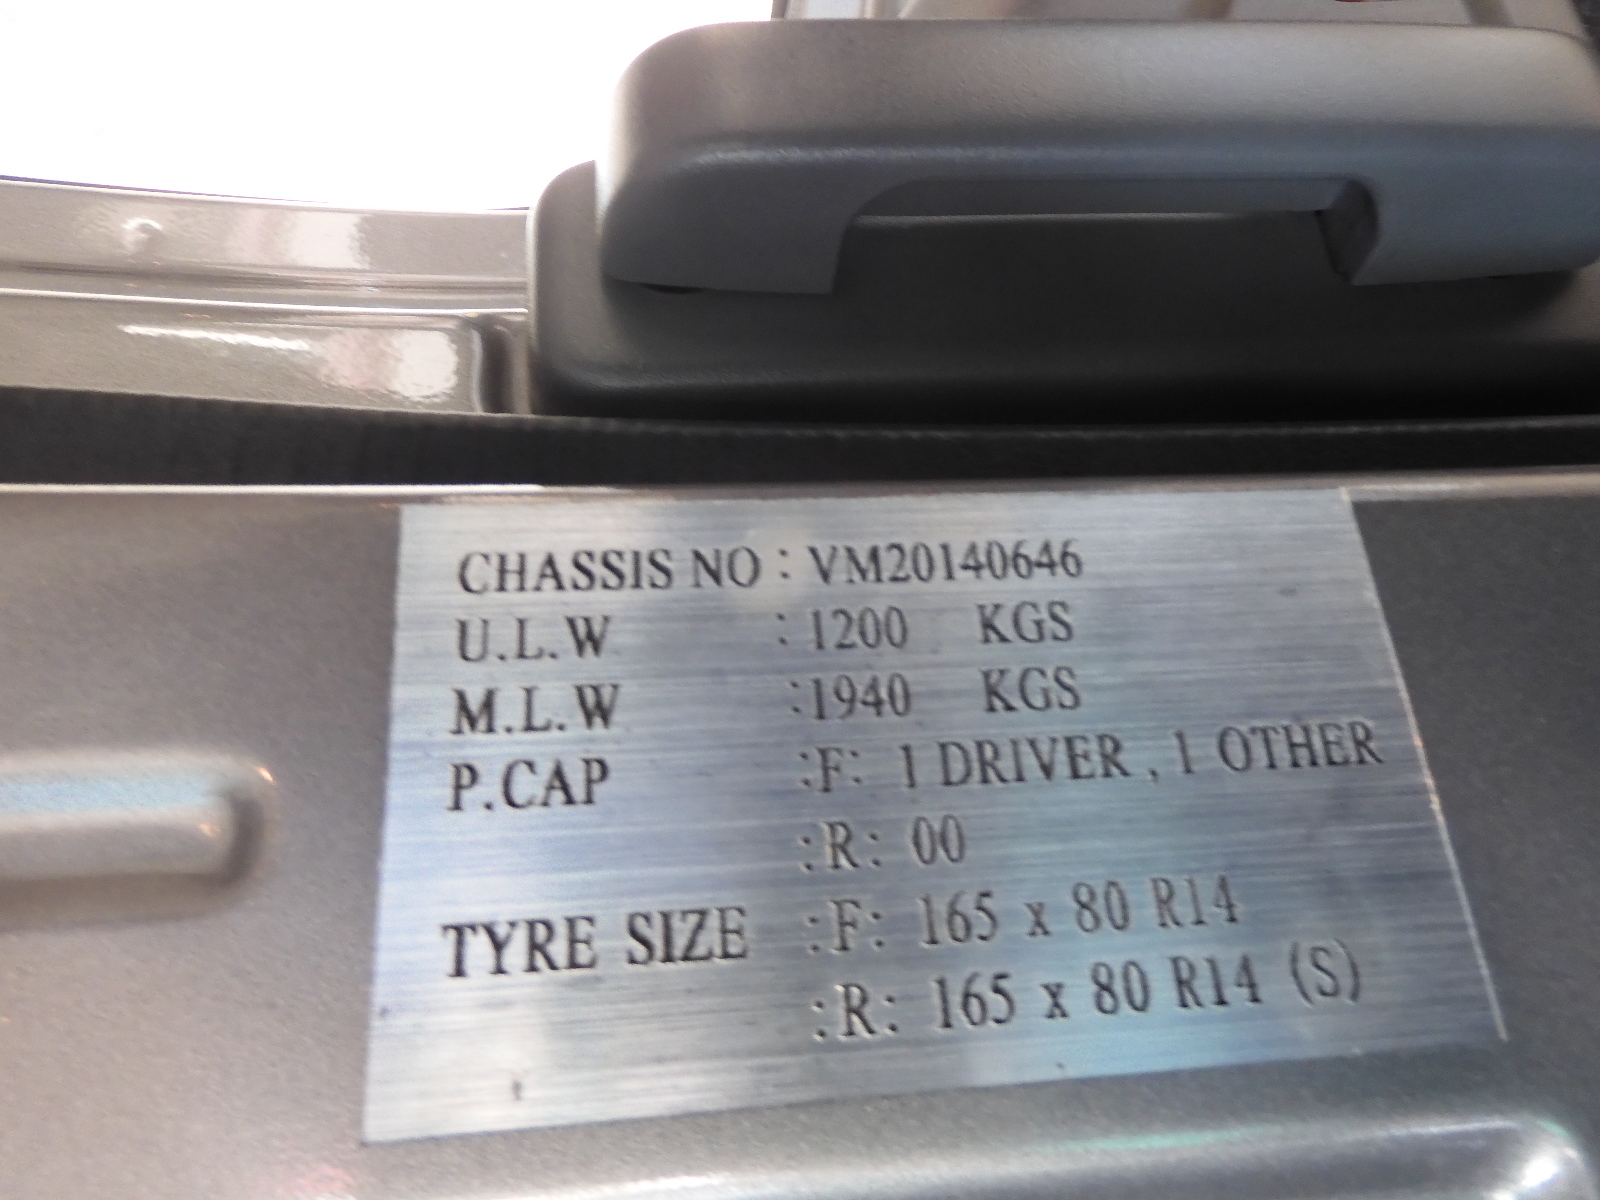 CHASSIS NO : VM20140646
U.L.W : 1200 KGS
M.L.W :1940 KGS
P.CAP :F: 1 DRIVER , 1 OTHER
:R: 00
TYRE SIZE :F: 165 x 80 R14
:R: 165 x 80 R14 (S)